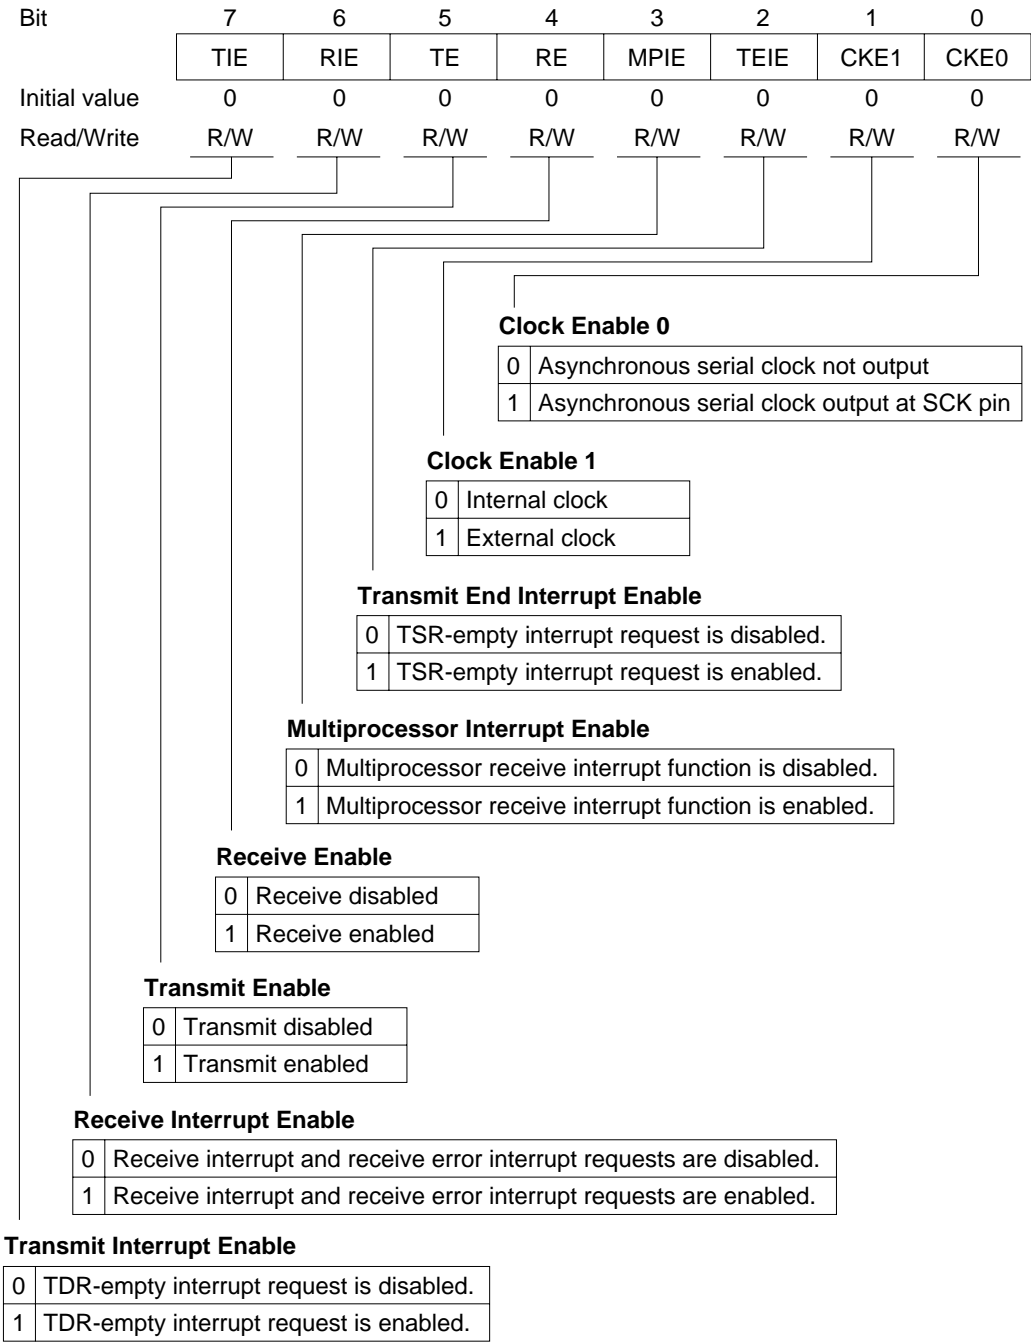 Bit 7 6 5 4 3 2 1 0
TIE RIE TE RE MPIE TEIE CKE1 CKE0
Initial value 0 0 0 0 0 0 0 0
Read/Write R/W R/W R/W R/W R/W R/W R/W R/W
Clock Enable 0
0 Asynchronous serial clock not output
1 Asynchronous serial clock output at SCK pin
Clock Enable 1
0 Internal clock
1 External clock
Transmit End Interrupt Enable
0 TSR-empty interrupt request is disabled.
1 TSR-empty interrupt request is enabled.
Multiprocessor Interrupt Enable
0 Multiprocessor receive interrupt function is disabled.
1 Multiprocessor receive interrupt function is enabled.
Receive Enable
0 Receive disabled
1 Receive enabled
Transmit Enable
0 Transmit disabled
1 Transmit enabled
Receive Interrupt Enable
0 Receive interrupt and receive error interrupt requests are disabled.
1 Receive interrupt and receive error interrupt requests are enabled.
Transmit Interrupt Enable
0 TDR-empty interrupt request is disabled.
1 TDR-empty interrupt request is enabled.